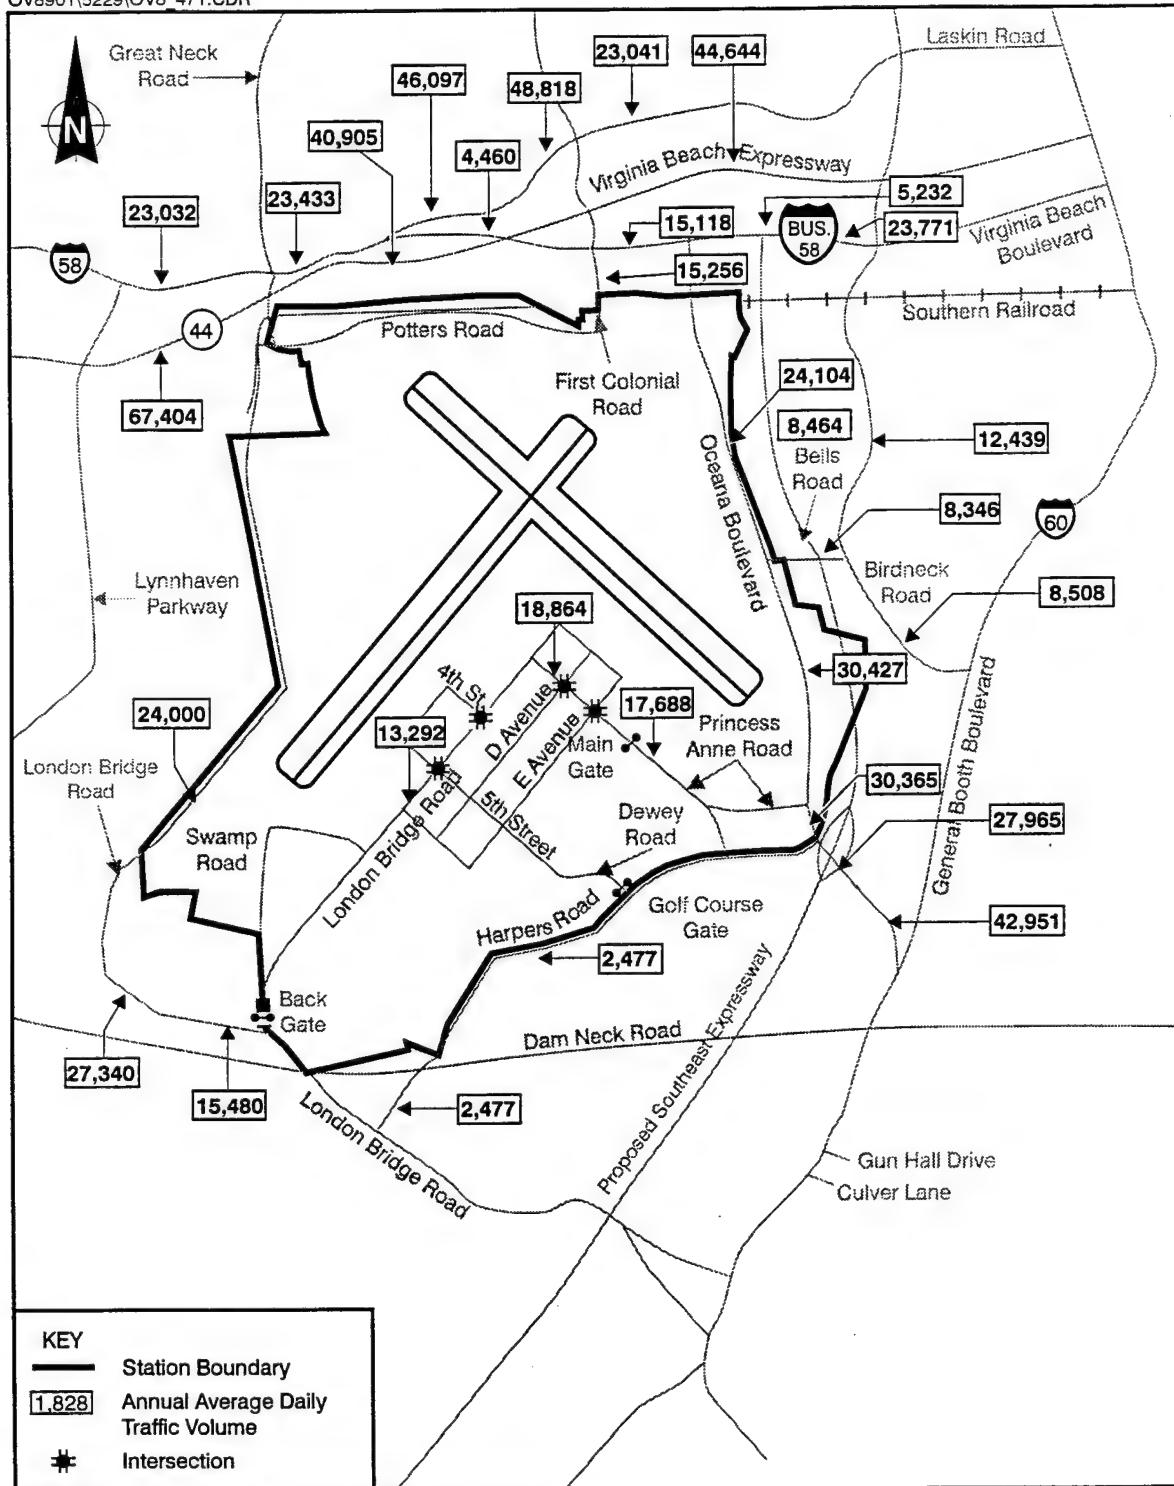 Great Neck
Road
N
23,041
44,644
Laskin Road
46,097
48,818
40,905
4,460
Virginia Beach Expressway
23,032
23,433
5,232
15,118
BUS.
58
23,771
Virginia Beach
Boulevard
58
15,256
44
Potters Road
Southern Railroad
First Colonial
Road
24,104
67,404
8,464
12,439
Bells
Road
Oceana Boulevard
8,346
60
Lynnhaven
Parkway
Birdneck
Road
18,864
8,508
30,427
4th St.
24,000
D Avenue
17,688
General Booth Boulevard
13,292
E Avenue
Main
Gate
Princess
Anne Road
London Bridge
Road
30,365
Swamp
Road
London Bridge Road
5th Street
Dewey
Road
27,965
Harpers Road
Golf Course
Gate
42,951
2,477
Back
Gate
Dam Neck Road
Proposed Southeast Expressway
27,340
15,480
London Bridge Road
2,477
Gun Hall Drive
Culver Lane
KEY
Station Boundary
1,828
Annual Average Daily
Traffic Volume
Intersection